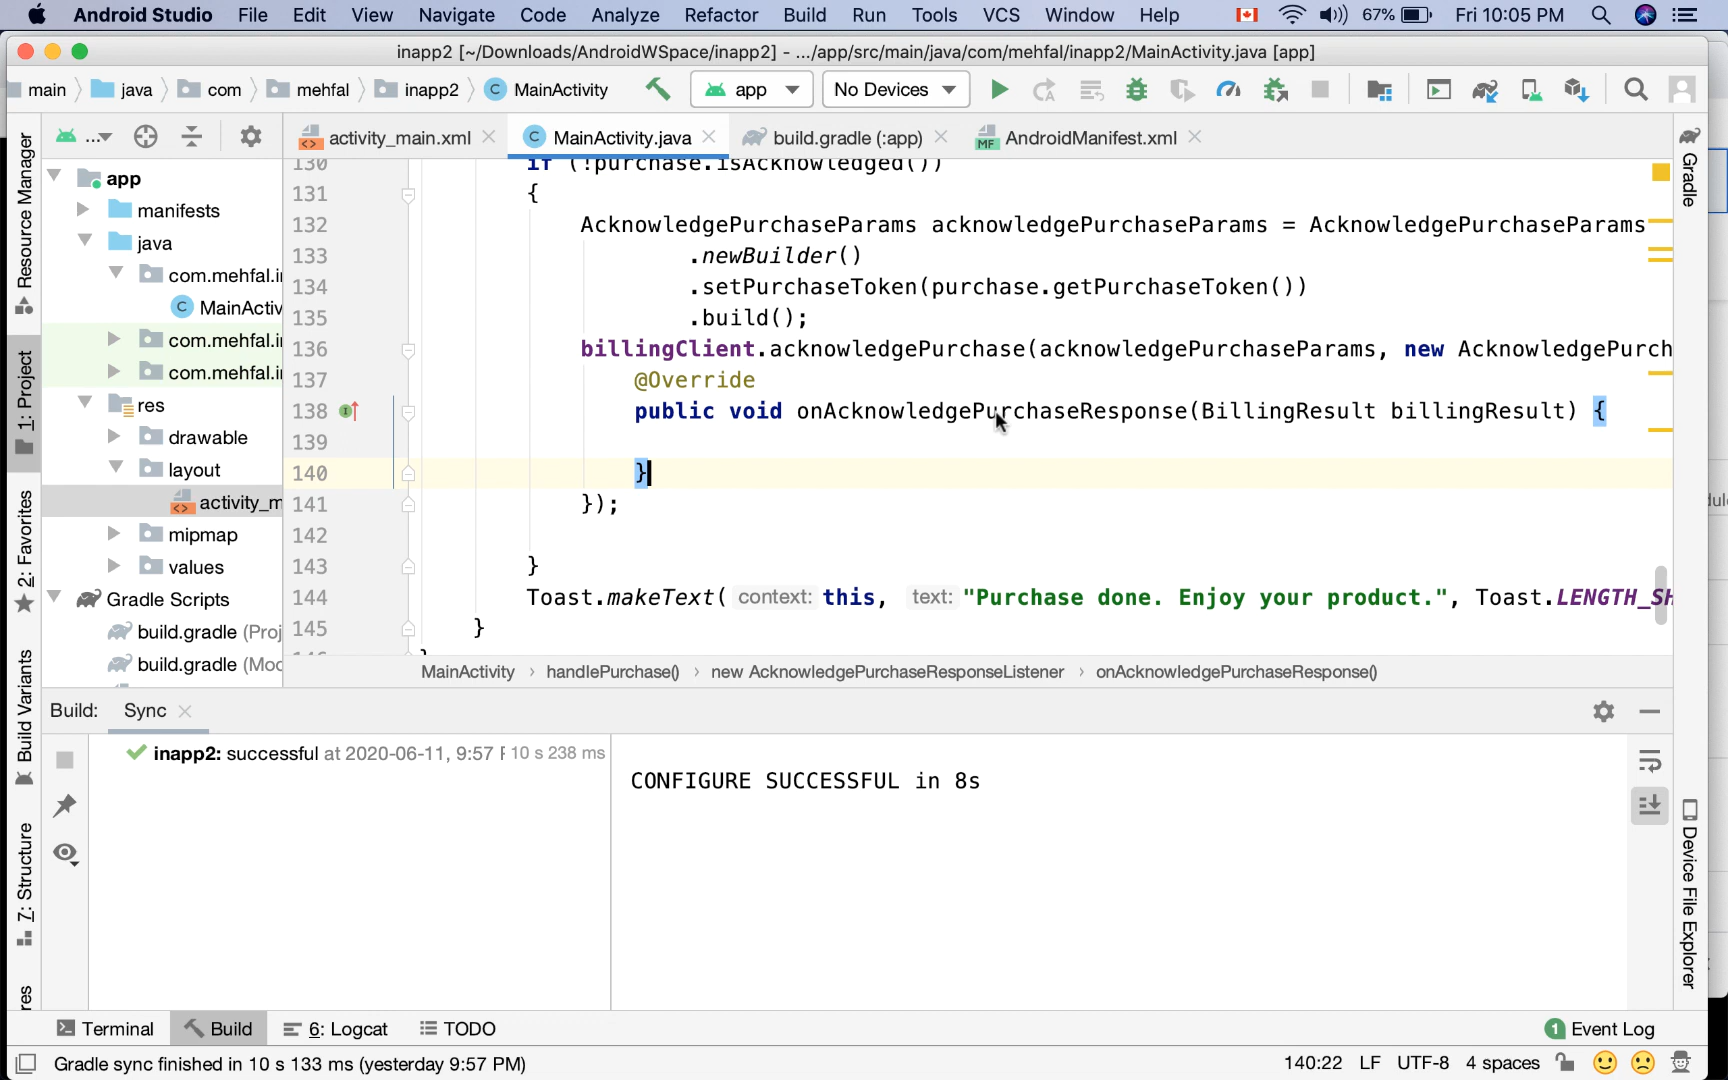 Android Studio File Edit View Navigate Code Analyze Refactor Build Run Tools VCS Window Help 67% Fri 10:05 PM
inapp2 [~/Downloads/AndroidWSpace/inapp2] - .../app/src/main/java/com/mehfal/inapp2/MainActivity.java [app]
main java com mehfal inapp2 C MainActivity app No Devices
... activity_main.xml C MainActivity.java build.gradle (:app) MF AndroidManifest.xml
130 if (!purchase.isAcknowledged())
131 {
132 AcknowledgePurchaseParams acknowledgePurchaseParams = AcknowledgePurchaseParams
133 .newBuilder()
134 .setPurchaseToken(purchase.getPurchaseToken())
135 .build();
136 billingClient.acknowledgePurchase(acknowledgePurchaseParams, new AcknowledgePurch
137 @Override
138 public void onAcknowledgePurchaseResponse(BillingResult billingResult) {
139
140 }
141 });
142
143 }
144 Toast.makeText( context: this, text: "Purchase done. Enjoy your product.", Toast.LENGTH_SH
145 }
MainActivity › handlePurchase() › new AcknowledgePurchaseResponseListener › onAcknowledgePurchaseResponse()
app
manifests
java
com.mehfal.i
C MainActiv
com.mehfal.i
com.mehfal.i
res
drawable
layout
activity_m
mipmap
values
Gradle Scripts
build.gradle (Proj
build.gradle (Mod
Resource Manager
1: Project
2: Favorites
Build Variants
7: Structure
res
Gradle
Device File Explorer
Build: Sync
inapp2: successful at 2020-06-11, 9:57 10 s 238 ms
CONFIGURE SUCCESSFUL in 8s
Terminal Build 6: Logcat TODO 1 Event Log
Gradle sync finished in 10 s 133 ms (yesterday 9:57 PM) 140:22 LF UTF-8 4 spaces